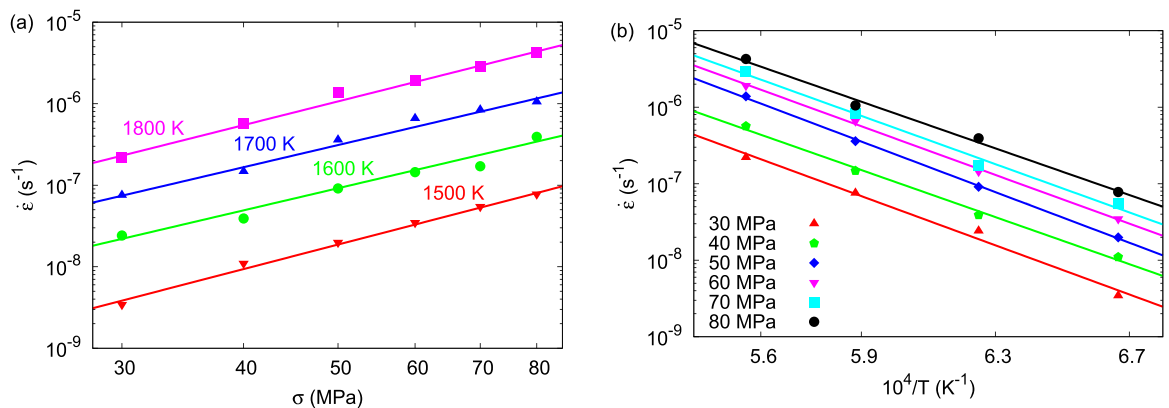 (a)
10⁻⁵
10⁻⁶
10⁻⁷
10⁻⁸
10⁻⁹
ε̇ (s⁻¹)
1800 K
1700 K
1600 K
1500 K
30
40
50
60
70
80
σ (MPa)
(b)
10⁻⁵
10⁻⁶
10⁻⁷
10⁻⁸
10⁻⁹
ε̇ (s⁻¹)
30 MPa
40 MPa
50 MPa
60 MPa
70 MPa
80 MPa
5.6
5.9
6.3
6.7
10⁴/T (K⁻¹)